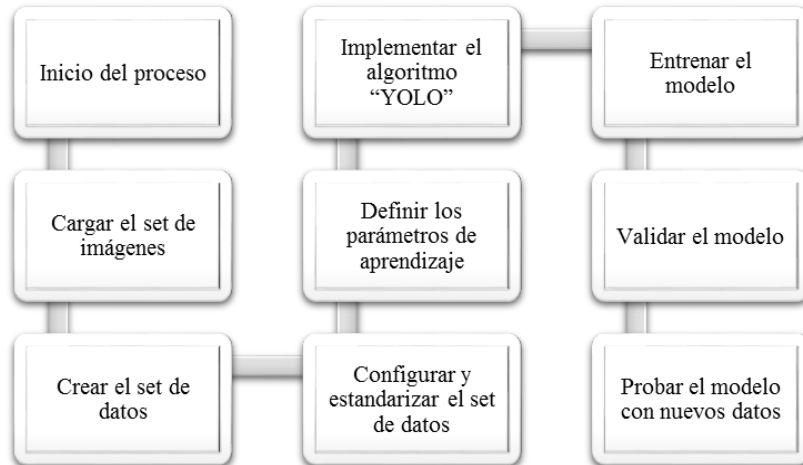 Inicio del proceso
Cargar el set de
imágenes
Crear el set de
datos
Configurar y
estandarizar el set
de datos
Definir los
parámetros de
aprendizaje
Implementar el
algoritmo
“YOLO”
Entrenar el
modelo
Validar el modelo
Probar el modelo
con nuevos datos